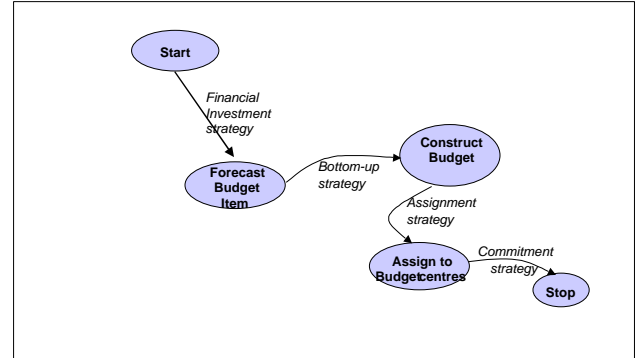 Start
Financial
Investment
strategy
Forecast
Budget
Item
Bottom-up
strategy
Construct
Budget
Assignment
strategy
Assign to
Budgetcentres
Commitment
strategy
Stop